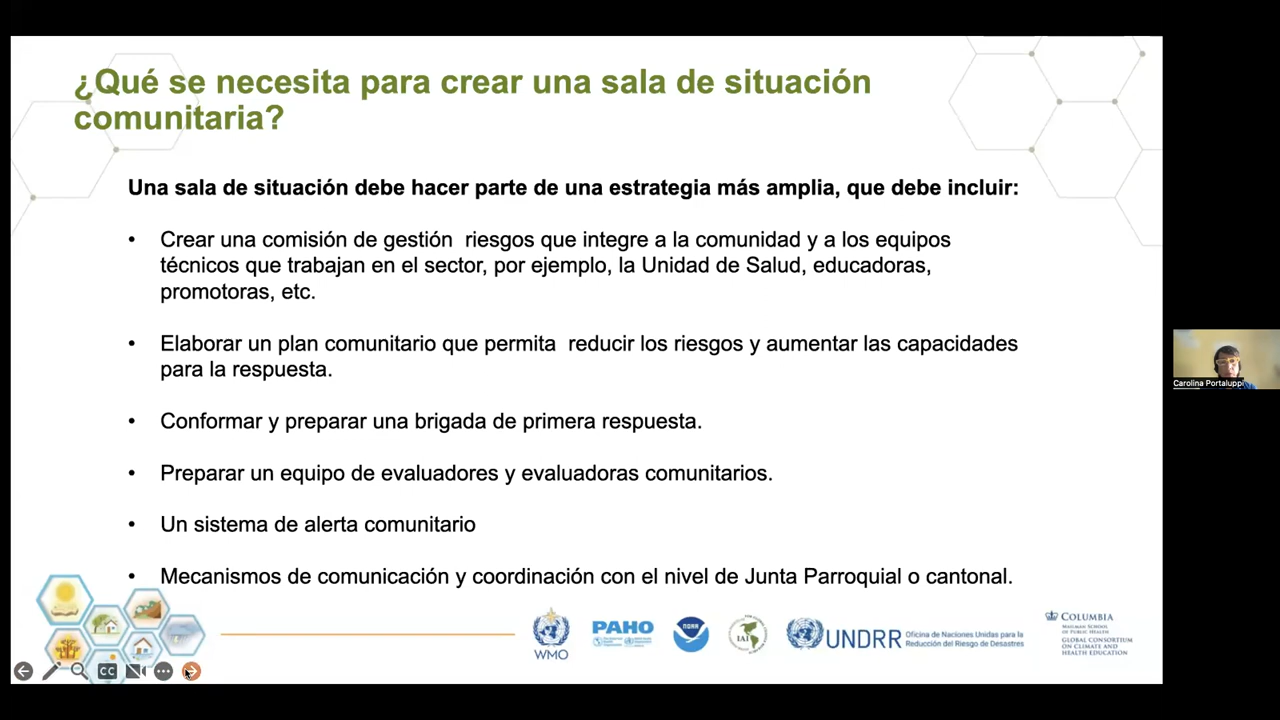 ¿Qué se necesita para crear una sala de situación
comunitaria?
Una sala de situación debe hacer parte de una estrategia más amplia, que debe incluir:
• Crear una comisión de gestión  riesgos que integre a la comunidad y a los equipos
técnicos que trabajan en el sector, por ejemplo, la Unidad de Salud, educadoras,
promotoras, etc.
• Elaborar un plan comunitario que permita  reducir los riesgos y aumentar las capacidades
para la respuesta.
• Conformar y preparar una brigada de primera respuesta.
• Preparar un equipo de evaluadores y evaluadoras comunitarios.
• Un sistema de alerta comunitario
• Mecanismos de comunicación y coordinación con el nivel de Junta Parroquial o cantonal.
Carolina Portaluppi
WMO
PAHO
NOAA
IAI
UNDRR
Oficina de Naciones Unidas para la
Reducción del Riesgo de Desastres
COLUMBIA
MAILMAN SCHOOL
OF PUBLIC HEALTH
GLOBAL CONSORTIUM
ON CLIMATE AND
HEALTH EDUCATION
CC